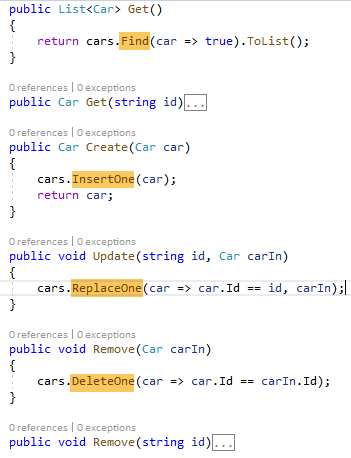 public List<Car> Get()
{
    return cars.Find(car => true).ToList();
}
0 references | 0 exceptions
public Car Get(string id)...
0 references | 0 exceptions
public Car Create(Car car)
{
    cars.InsertOne(car);
    return car;
}
0 references | 0 exceptions
public void Update(string id, Car carIn)
{
    cars.ReplaceOne(car => car.Id == id, carIn);
}
0 references | 0 exceptions
public void Remove(Car carIn)
{
    cars.DeleteOne(car => car.Id == carIn.Id);
}
0 references | 0 exceptions
public void Remove(string id)...